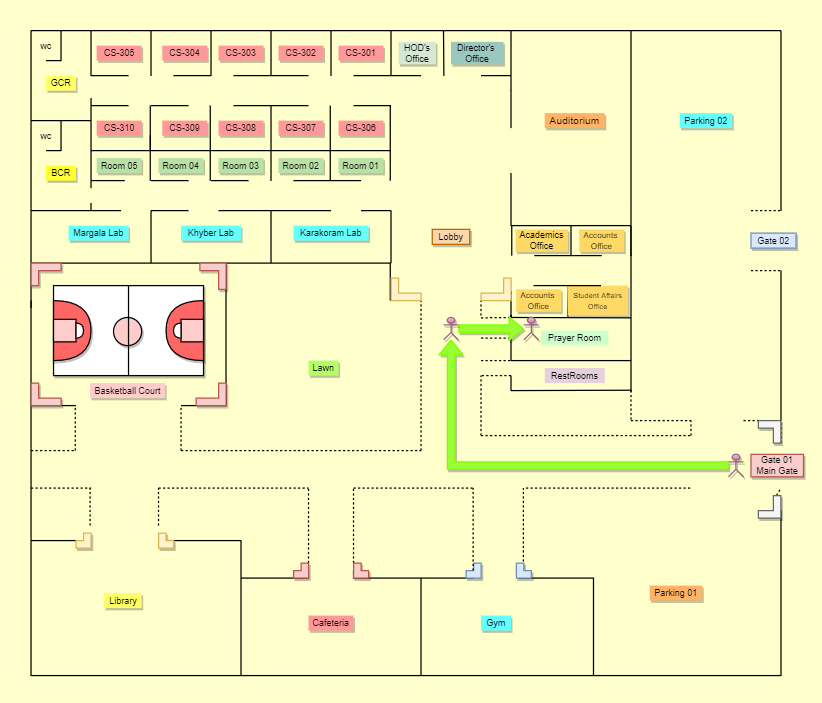 wc
CS-305
CS-304
CS-303
CS-302
CS-301
HOD's
Office
Director's
Office
GCR
Auditorium
Parking 02
wc
CS-310
CS-309
CS-308
CS-307
CS-306
BCR
Room 05
Room 04
Room 03
Room 02
Room 01
Margala Lab
Khyber Lab
Karakoram Lab
Lobby
Academics
Office
Accounts
Office
Gate 02
Accounts
Office
Student Affairs
Office
Prayer Room
Lawn
RestRooms
Basketball Court
Gate 01
Main Gate
Library
Cafeteria
Gym
Parking 01